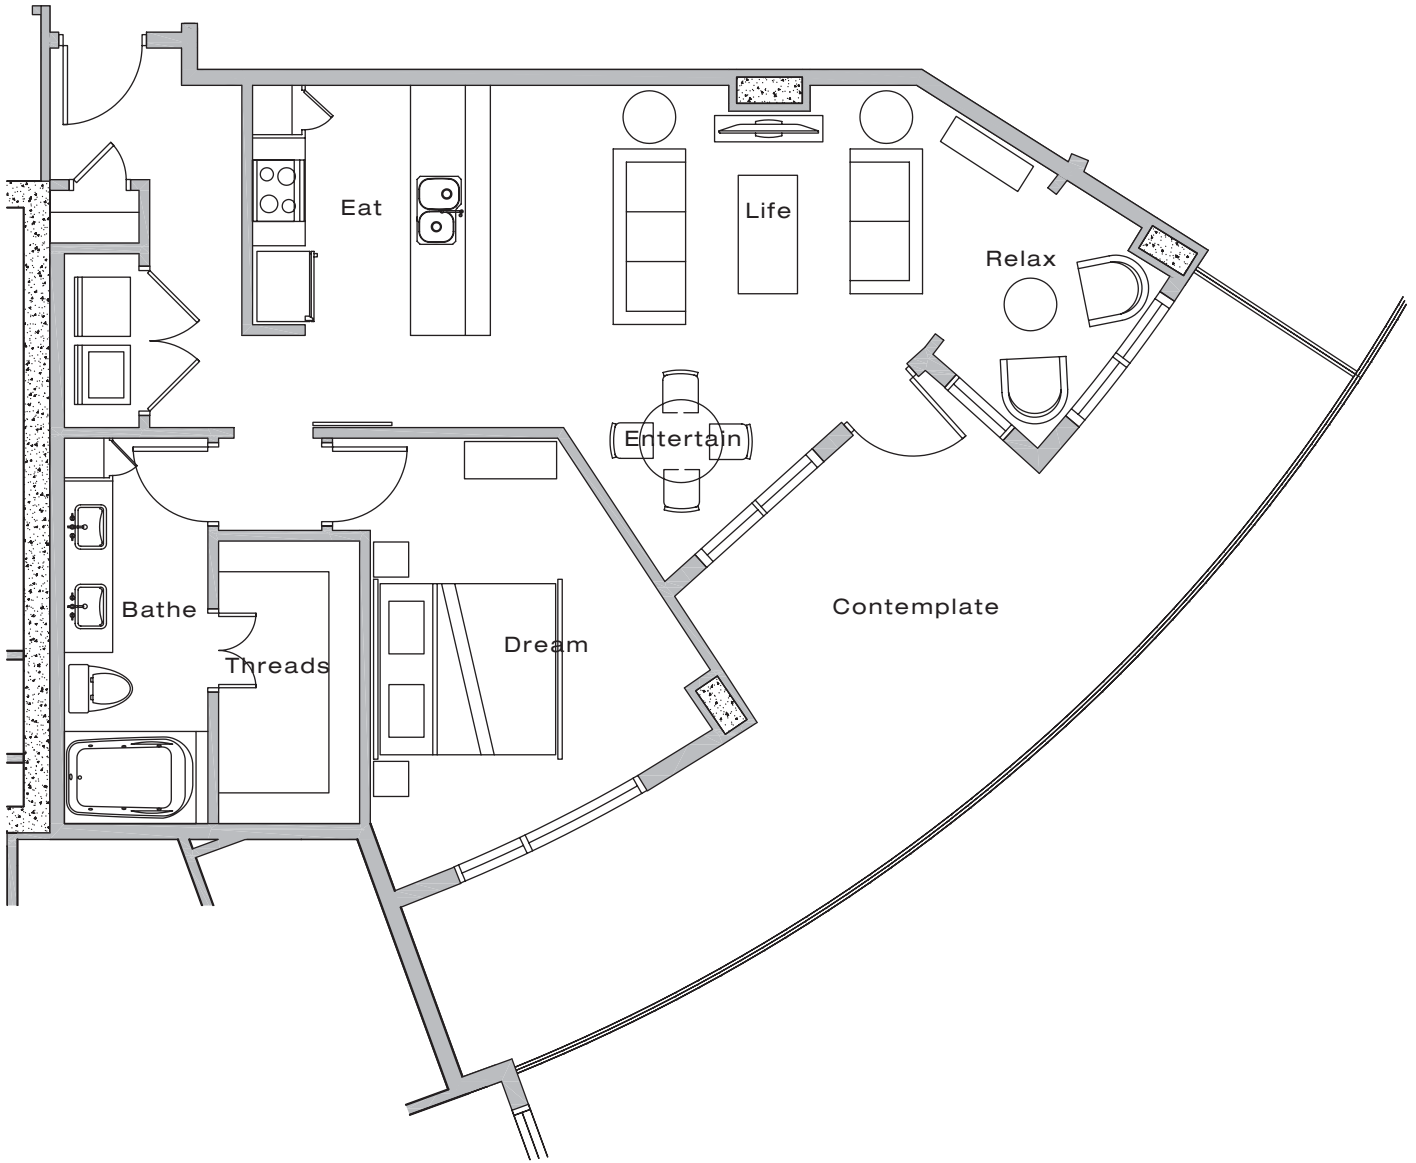 Eat
Life
Relax
Entertain
Bathe
Contemplate
Dream
Threads